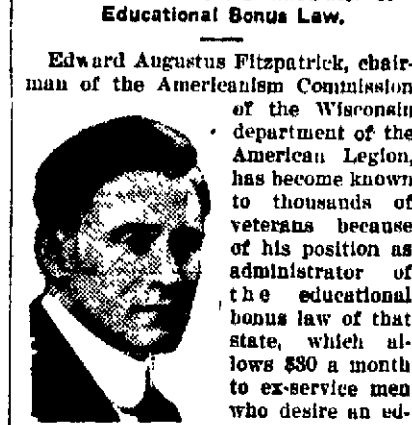 Educational Bonus Law.
Edward Augustus Fitzpatrick, chair-
man of the Americanism Commission
of the Wisconsin
department of the
American Legion,
has become known
to thousands of
veterans because
of his position as
administrator of
the educational
bonus law of that
state, which al-
lows $30 a month
to ex-service men
who desire an ed-